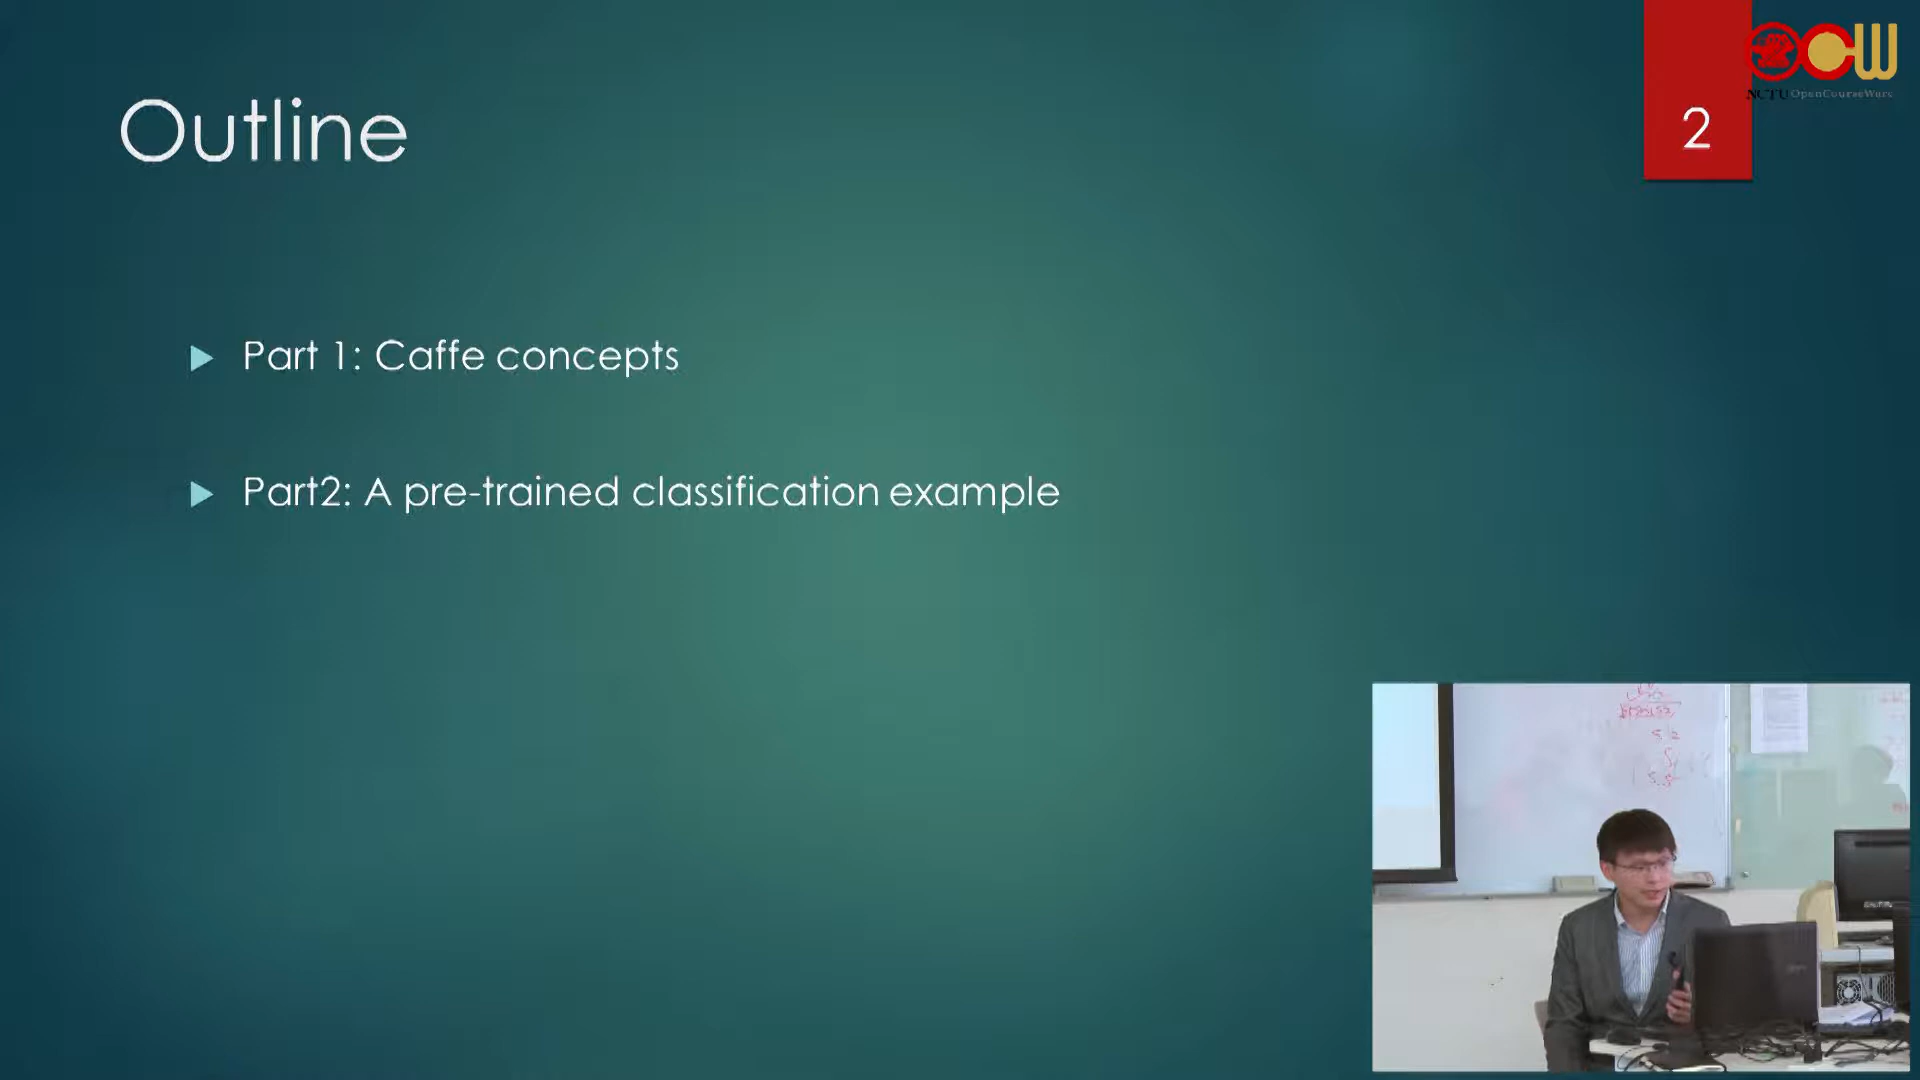 NCTU OpenCourseWare
2
Outline
Part 1: Caffe concepts
Part2: A pre-trained classification example